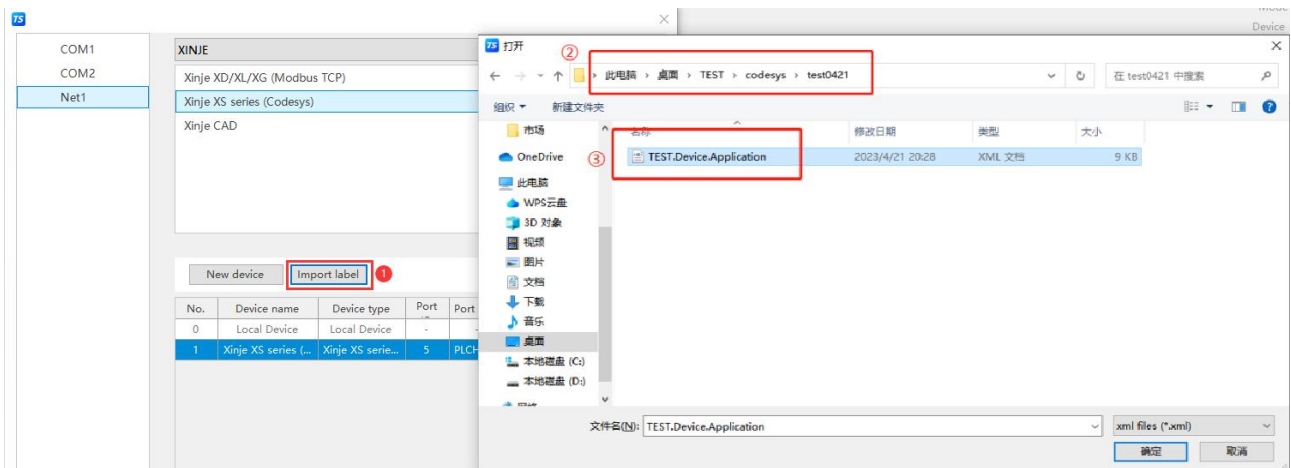 TS
COM1
COM2
Net1
XINJE
Xinje XD/XL/XG (Modbus TCP)
Xinje XS series (Codesys)
Xinje CAD
New device
Import label
1
No.
Device name
Device type
Port
Port
0
Local Device
Local Device
-
-
1
Xinje XS series (...
Xinje XS serie...
5
PLCH
Device
TS 打开
②
此电脑 › 桌面 › TEST › codesys › test0421
在 test0421 中搜索
组织
新建文件夹
市场
OneDrive
此电脑
WPS云盘
3D 对象
视频
图片
文档
下载
音乐
桌面
本地磁盘 (C:)
本地磁盘 (D:)
名称
修改日期
类型
大小
③
TEST.Device.Application
2023/4/21 20:28
XML 文档
9 KB
文件名(N):
TEST.Device.Application
xml files (*.xml)
确定
取消